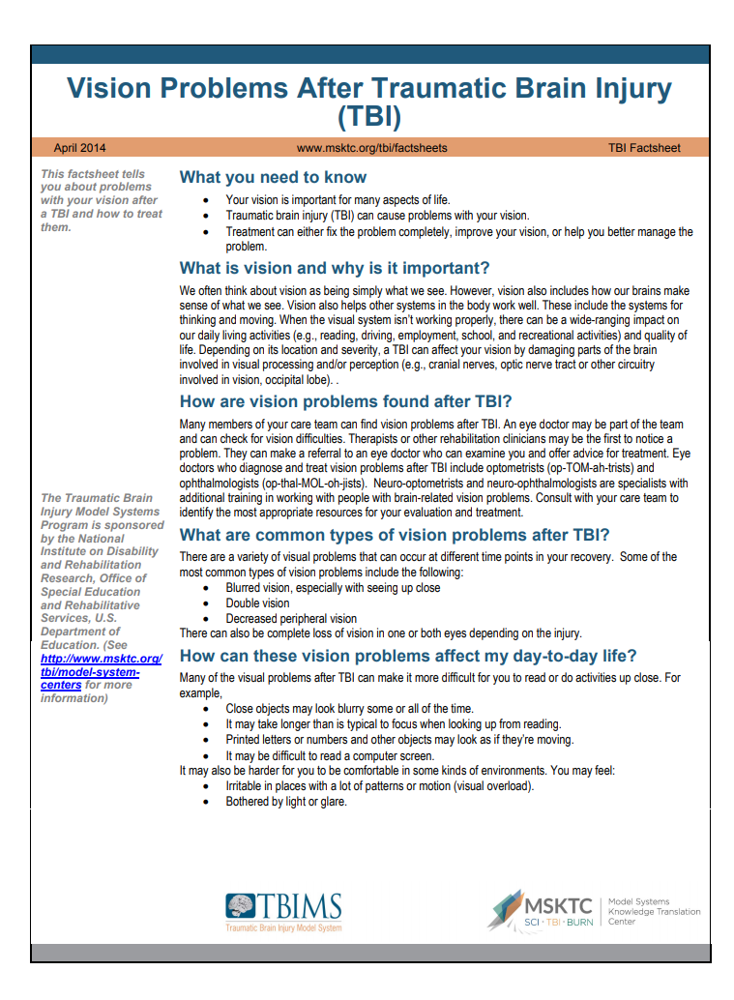 Vision Problems After Traumatic Brain Injury
(TBI)
April 2014 www.msktc.org/tbi/factsheets TBI Factsheet
This factsheet tells
you about problems
with your vision after
a TBI and how to treat
them.
The Traumatic Brain
Injury Model Systems
Program is sponsored
by the National
Institute on Disability
and Rehabilitation
Research, Office of
Special Education
and Rehabilitative
Services, U.S.
Department of
Education. (See
http://www.msktc.org/
tbi/model-system-
centers for more
information)
What you need to know
• Your vision is important for many aspects of life.
• Traumatic brain injury (TBI) can cause problems with your vision.
• Treatment can either fix the problem completely, improve your vision, or help you better manage the
problem.
What is vision and why is it important?
We often think about vision as being simply what we see. However, vision also includes how our brains make
sense of what we see. Vision also helps other systems in the body work well. These include the systems for
thinking and moving. When the visual system isn't working properly, there can be a wide-ranging impact on
our daily living activities (e.g., reading, driving, employment, school, and recreational activities) and quality of
life. Depending on its location and severity, a TBI can affect your vision by damaging parts of the brain
involved in visual processing and/or perception (e.g., cranial nerves, optic nerve tract or other circuitry
involved in vision, occipital lobe). .
How are vision problems found after TBI?
Many members of your care team can find vision problems after TBI. An eye doctor may be part of the team
and can check for vision difficulties. Therapists or other rehabilitation clinicians may be the first to notice a
problem. They can make a referral to an eye doctor who can examine you and offer advice for treatment. Eye
doctors who diagnose and treat vision problems after TBI include optometrists (op-TOM-ah-trists) and
ophthalmologists (op-thal-MOL-oh-jists). Neuro-optometrists and neuro-ophthalmologists are specialists with
additional training in working with people with brain-related vision problems. Consult with your care team to
identify the most appropriate resources for your evaluation and treatment.
What are common types of vision problems after TBI?
There are a variety of visual problems that can occur at different time points in your recovery. Some of the
most common types of vision problems include the following:
• Blurred vision, especially with seeing up close
• Double vision
• Decreased peripheral vision
There can also be complete loss of vision in one or both eyes depending on the injury.
How can these vision problems affect my day-to-day life?
Many of the visual problems after TBI can make it more difficult for you to read or do activities up close. For
example,
• Close objects may look blurry some or all of the time.
• It may take longer than is typical to focus when looking up from reading.
• Printed letters or numbers and other objects may look as if they're moving.
• It may be difficult to read a computer screen.
It may also be harder for you to be comfortable in some kinds of environments. You may feel:
• Irritable in places with a lot of patterns or motion (visual overload).
• Bothered by light or glare.
TBIMS
Traumatic Brain Injury Model System
MSKTC
SCI · TBI · BURN
Model Systems
Knowledge Translation
Center